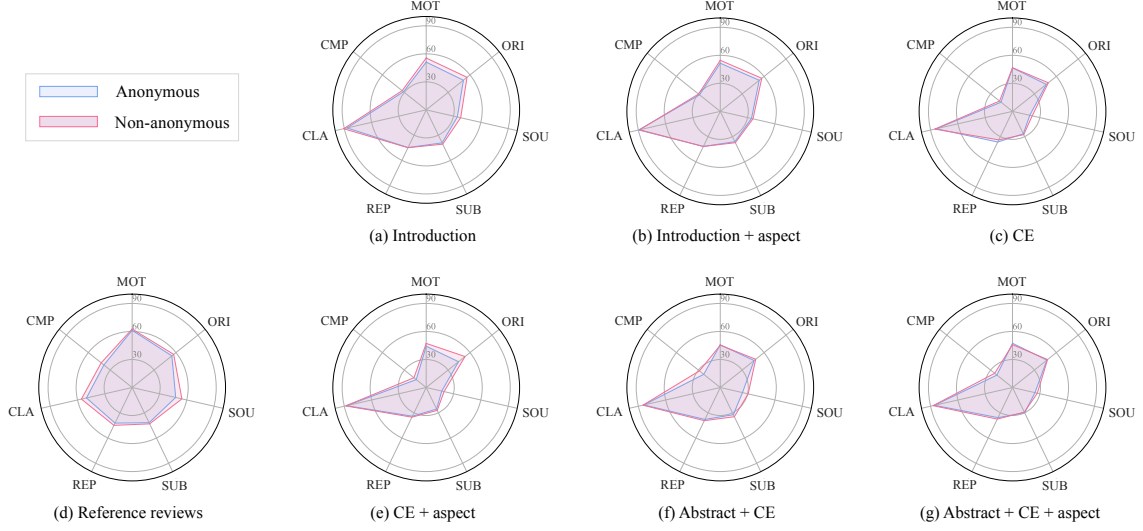 Anonymous
Non-anonymous
MOT
ORI
SOU
SUB
REP
CLA
CMP
90
60
30
(a) Introduction
MOT
ORI
SOU
SUB
REP
CLA
CMP
90
60
30
(b) Introduction + aspect
MOT
ORI
SOU
SUB
REP
CLA
CMP
90
60
30
(c) CE
MOT
ORI
SOU
SUB
REP
CLA
CMP
90
60
30
(d) Reference reviews
MOT
ORI
SOU
SUB
REP
CLA
CMP
90
60
30
(e) CE + aspect
MOT
ORI
SOU
SUB
REP
CLA
CMP
90
60
30
(f) Abstract + CE
MOT
ORI
SOU
SUB
REP
CLA
CMP
90
60
30
(g) Abstract + CE + aspect